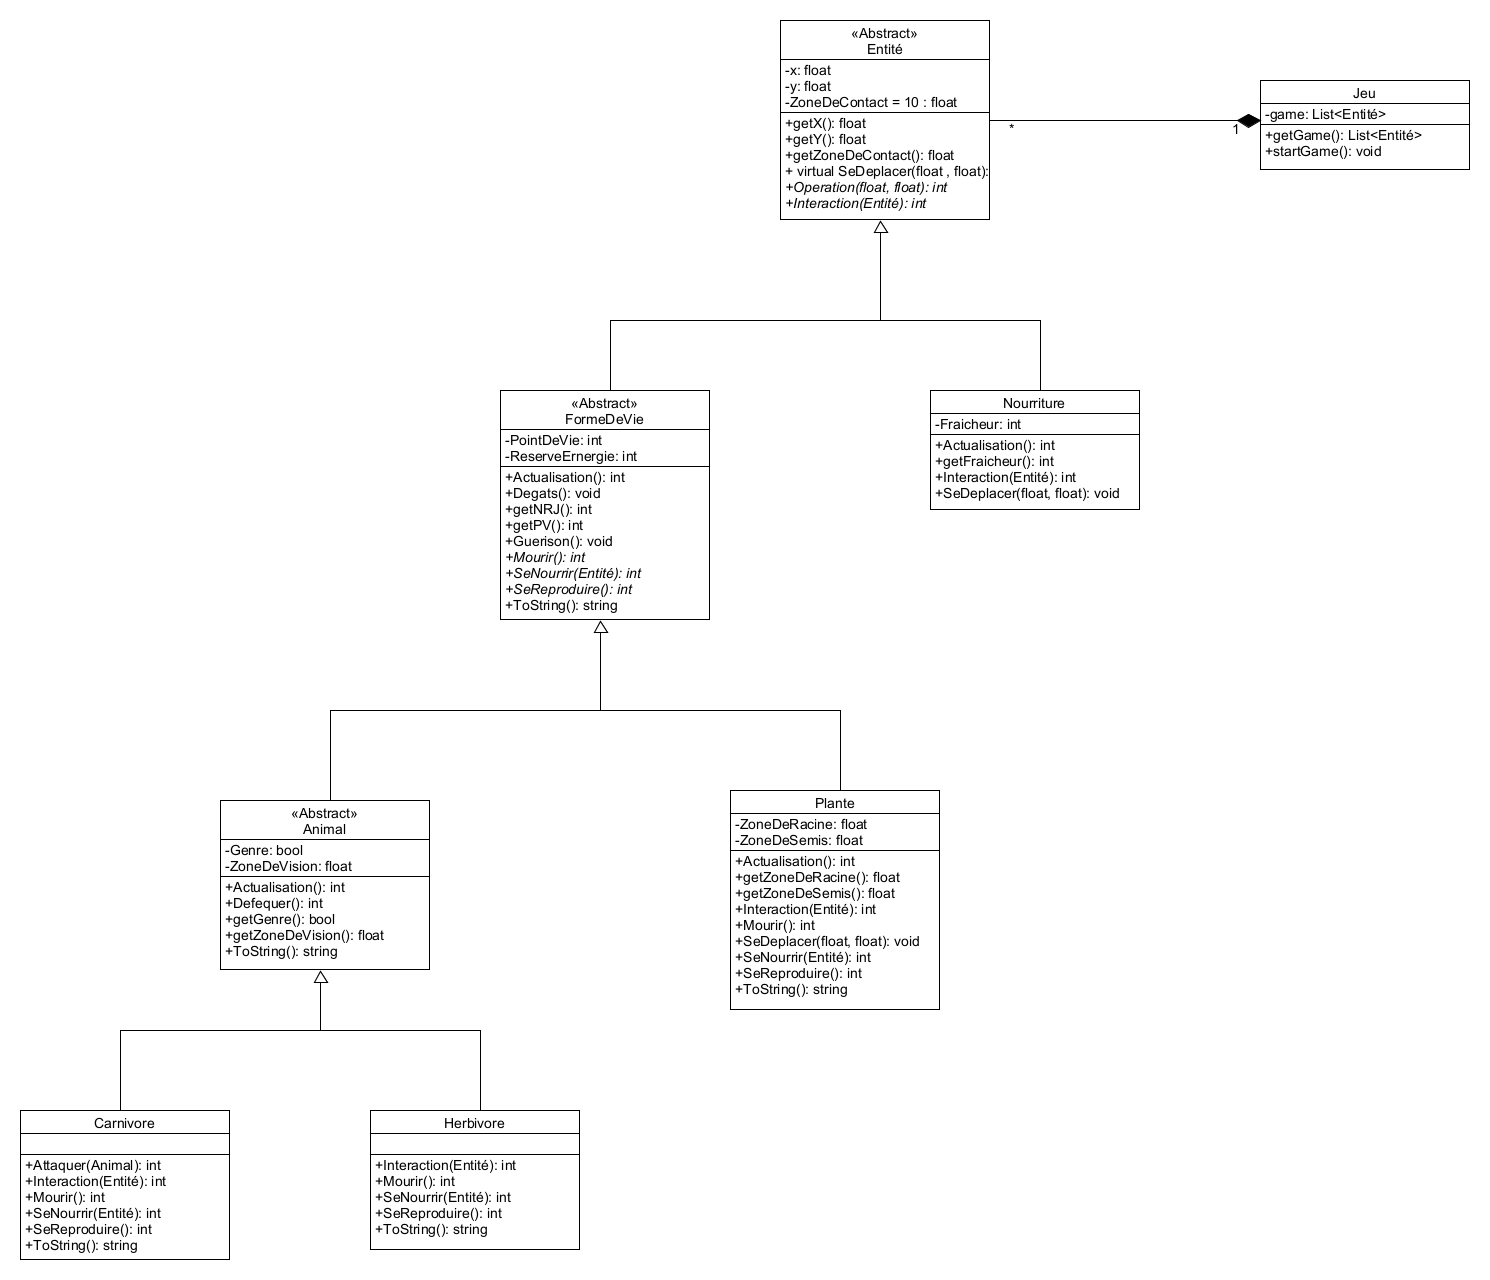 «Abstract»
Entité
-x: float
-y: float
-ZoneDeContact = 10 : float
+getX(): float
+getY(): float
+getZoneDeContact(): float
+ virtual SeDeplacer(float , float):
+Operation(float, float): int
+Interaction(Entité): int
*
1
Jeu
-game: List<Entité>
+getGame(): List<Entité>
+startGame(): void
«Abstract»
FormeDeVie
-PointDeVie: int
-ReserveErnergie: int
+Actualisation(): int
+Degats(): void
+getNRJ(): int
+getPV(): int
+Guerison(): void
+Mourir(): int
+SeNourrir(Entité): int
+SeReproduire(): int
+ToString(): string
Nourriture
-Fraicheur: int
+Actualisation(): int
+getFraicheur(): int
+Interaction(Entité): int
+SeDeplacer(float, float): void
«Abstract»
Animal
-Genre: bool
-ZoneDeVision: float
+Actualisation(): int
+Defequer(): int
+getGenre(): bool
+getZoneDeVision(): float
+ToString(): string
Plante
-ZoneDeRacine: float
-ZoneDeSemis: float
+Actualisation(): int
+getZoneDeRacine(): float
+getZoneDeSemis(): float
+Interaction(Entité): int
+Mourir(): int
+SeDeplacer(float, float): void
+SeNourrir(Entité): int
+SeReproduire(): int
+ToString(): string
Carnivore
+Attaquer(Animal): int
+Interaction(Entité): int
+Mourir(): int
+SeNourrir(Entité): int
+SeReproduire(): int
+ToString(): string
Herbivore
+Interaction(Entité): int
+Mourir(): int
+SeNourrir(Entité): int
+SeReproduire(): int
+ToString(): string